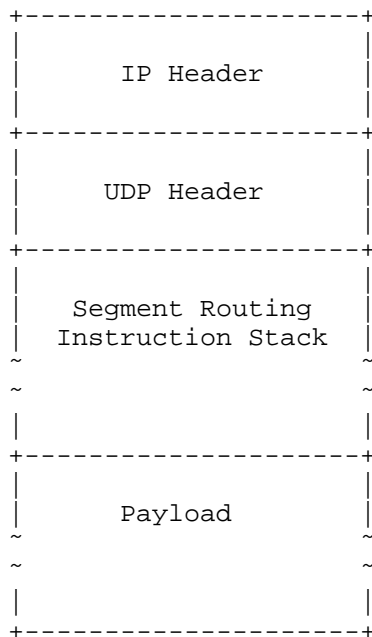 IP Header
UDP Header
Segment Routing
Instruction Stack
Payload